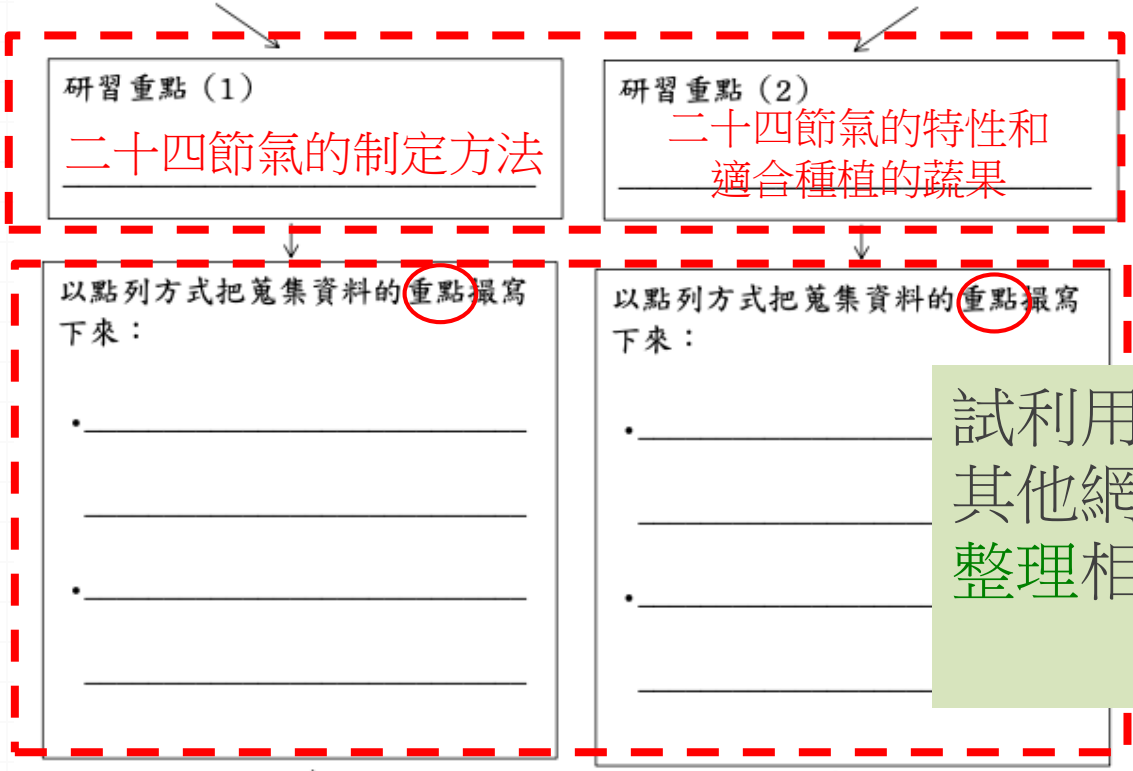 研習重點（1）
二十四節氣的制定方法
研習重點（2）
二十四節氣的特性和
適合種植的蔬果
以點列方式把蒐集資料的重點撮寫
下來：
以點列方式把蒐集資料的重點撮寫
下來：
試利用
其他網
整理相